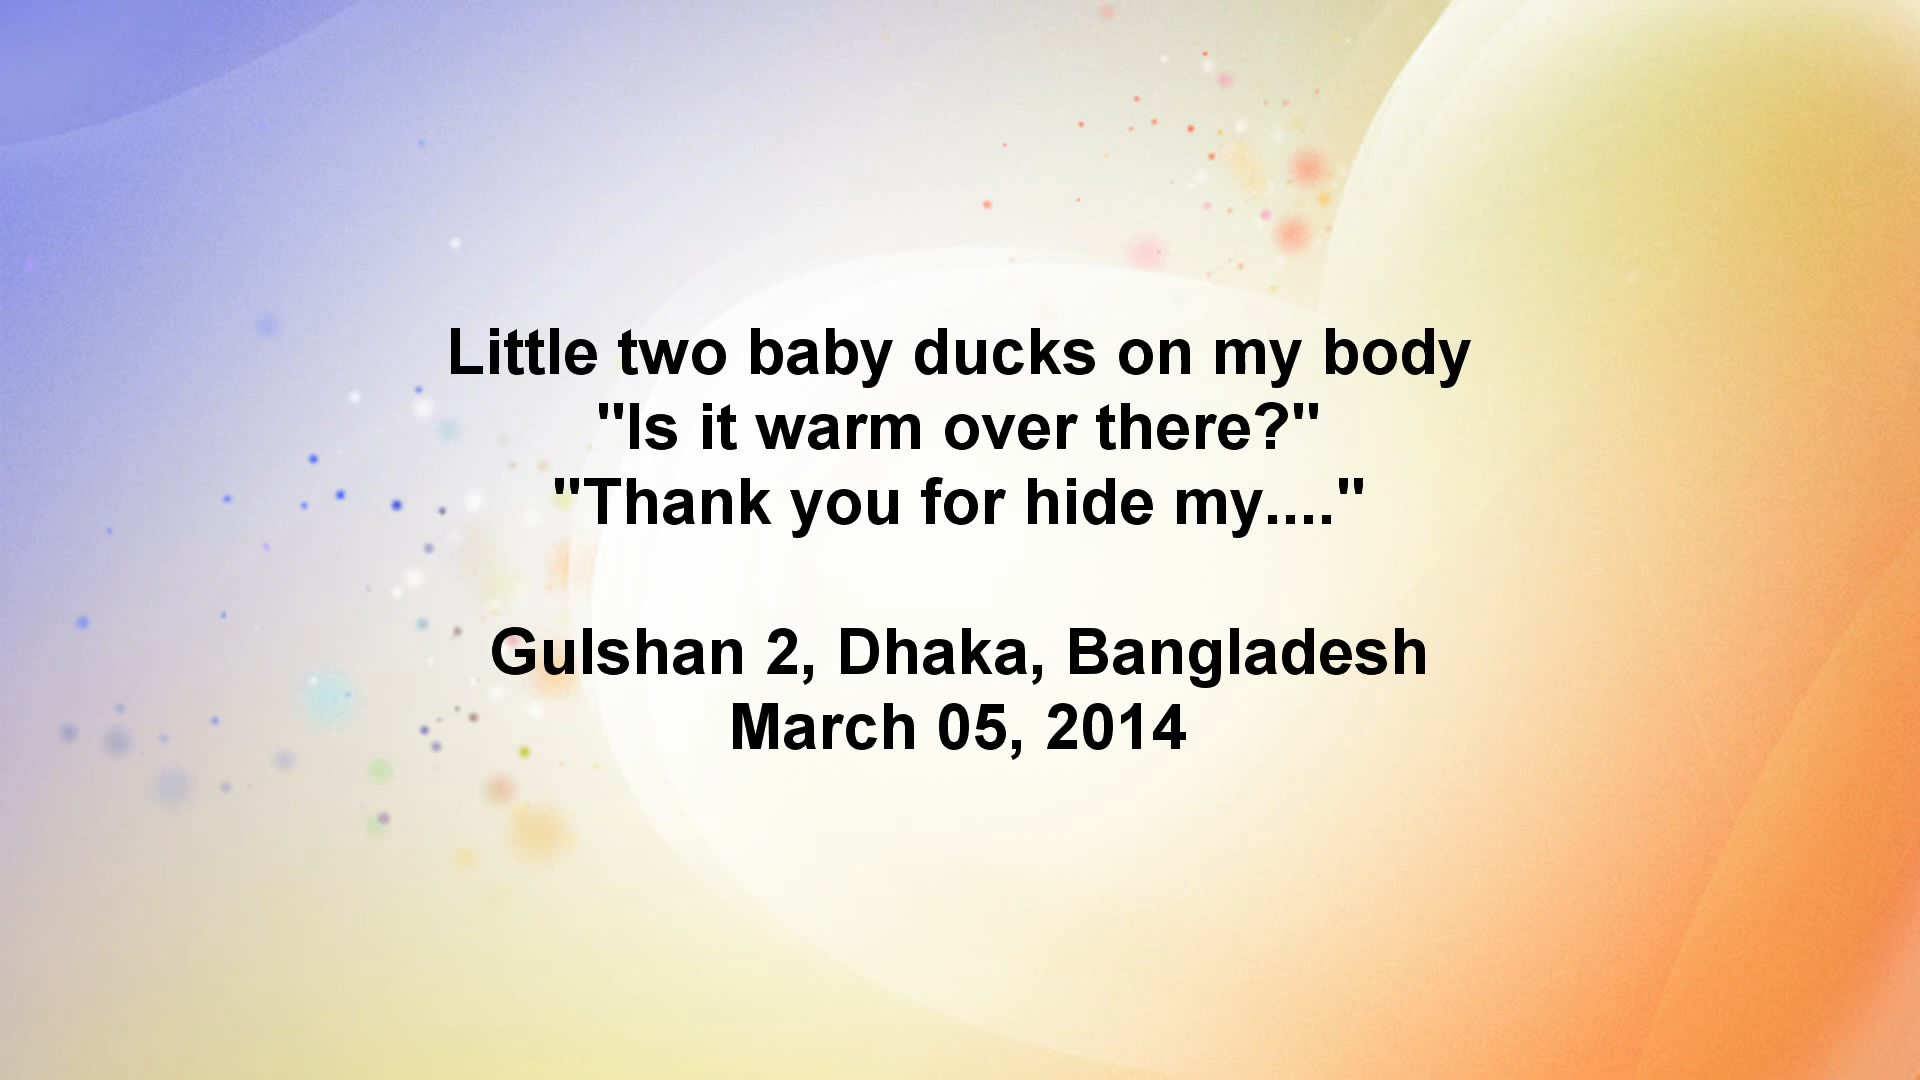 Little two baby ducks on my body
"Is it warm over there?"
"Thank you for hide my...."
Gulshan 2, Dhaka, Bangladesh
March 05, 2014